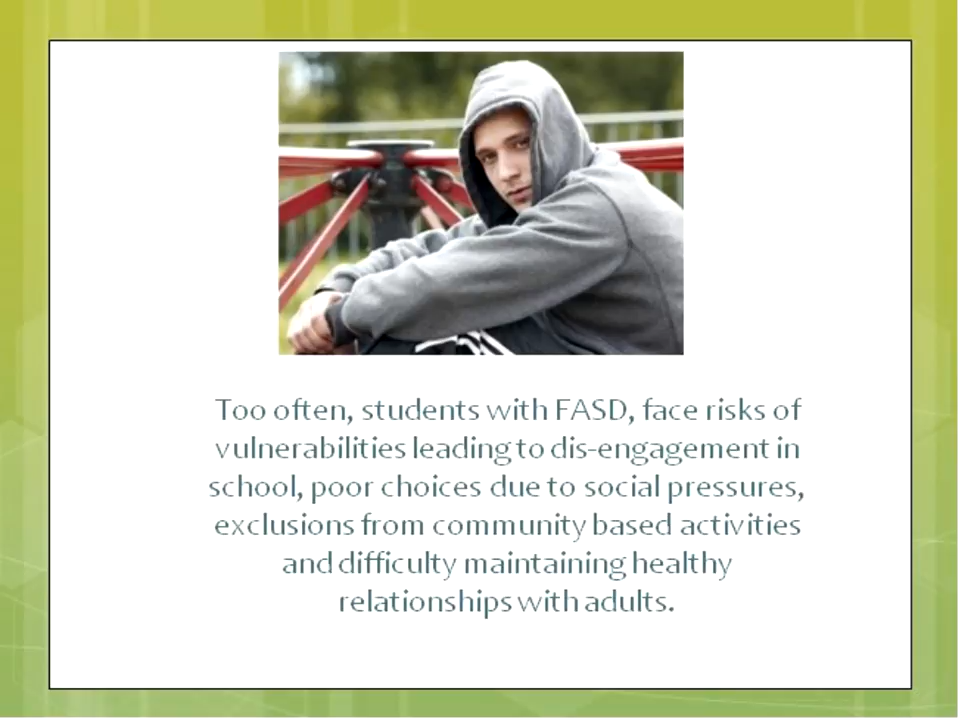 Too often, students with FASD, face risks of
vulnerabilities leading to dis-engagement in
school, poor choices due to social pressures,
exclusions from community based activities
and difficulty maintaining healthy
relationships with adults.